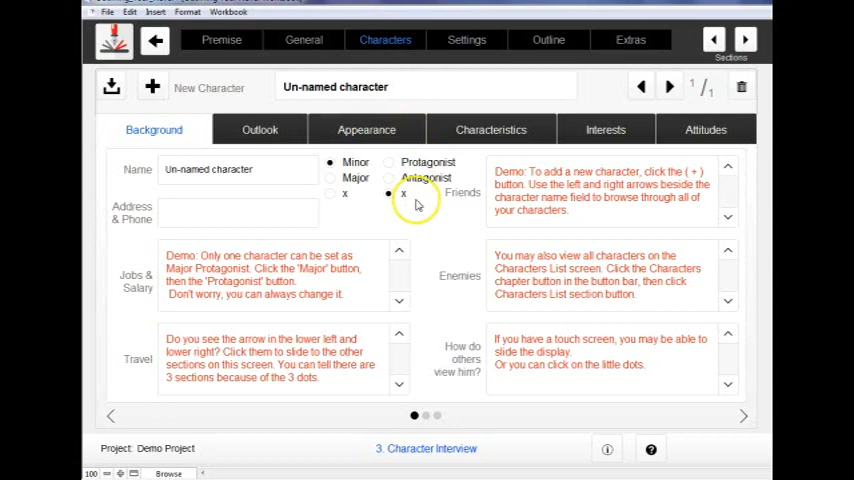 File Edit Insert Format Workbook
Premise General Characters Settings Outline Extras
Sections
New Character Un-named character 1/1
Background Outlook Appearance Characteristics Interests Attitudes
Name Un-named character
Minor Protagonist
Major Antagonist
x x
Address
& Phone
Friends
Demo: To add a new character, click the ( + )
button. Use the left and right arrows beside the
character name field to browse through all of
your characters.
Jobs &
Salary
Demo: Only one character can be set as
Major Protagonist. Click the 'Major' button,
then the 'Protagonist' button.
Don't worry, you can always change it.
Enemies
You may also view all characters on the
Characters List screen. Click the Characters
chapter button in the button bar, then click
Characters List section button.
Travel
Do you see the arrow in the lower left and
lower right? Click them to slide to the other
sections on this screen. You can tell there are
3 sections because of the 3 dots.
How do
others
view him?
If you have a touch screen, you may be able to
slide the display.
Or you can click on the little dots.
Project: Demo Project
3. Character Interview
100 Browse